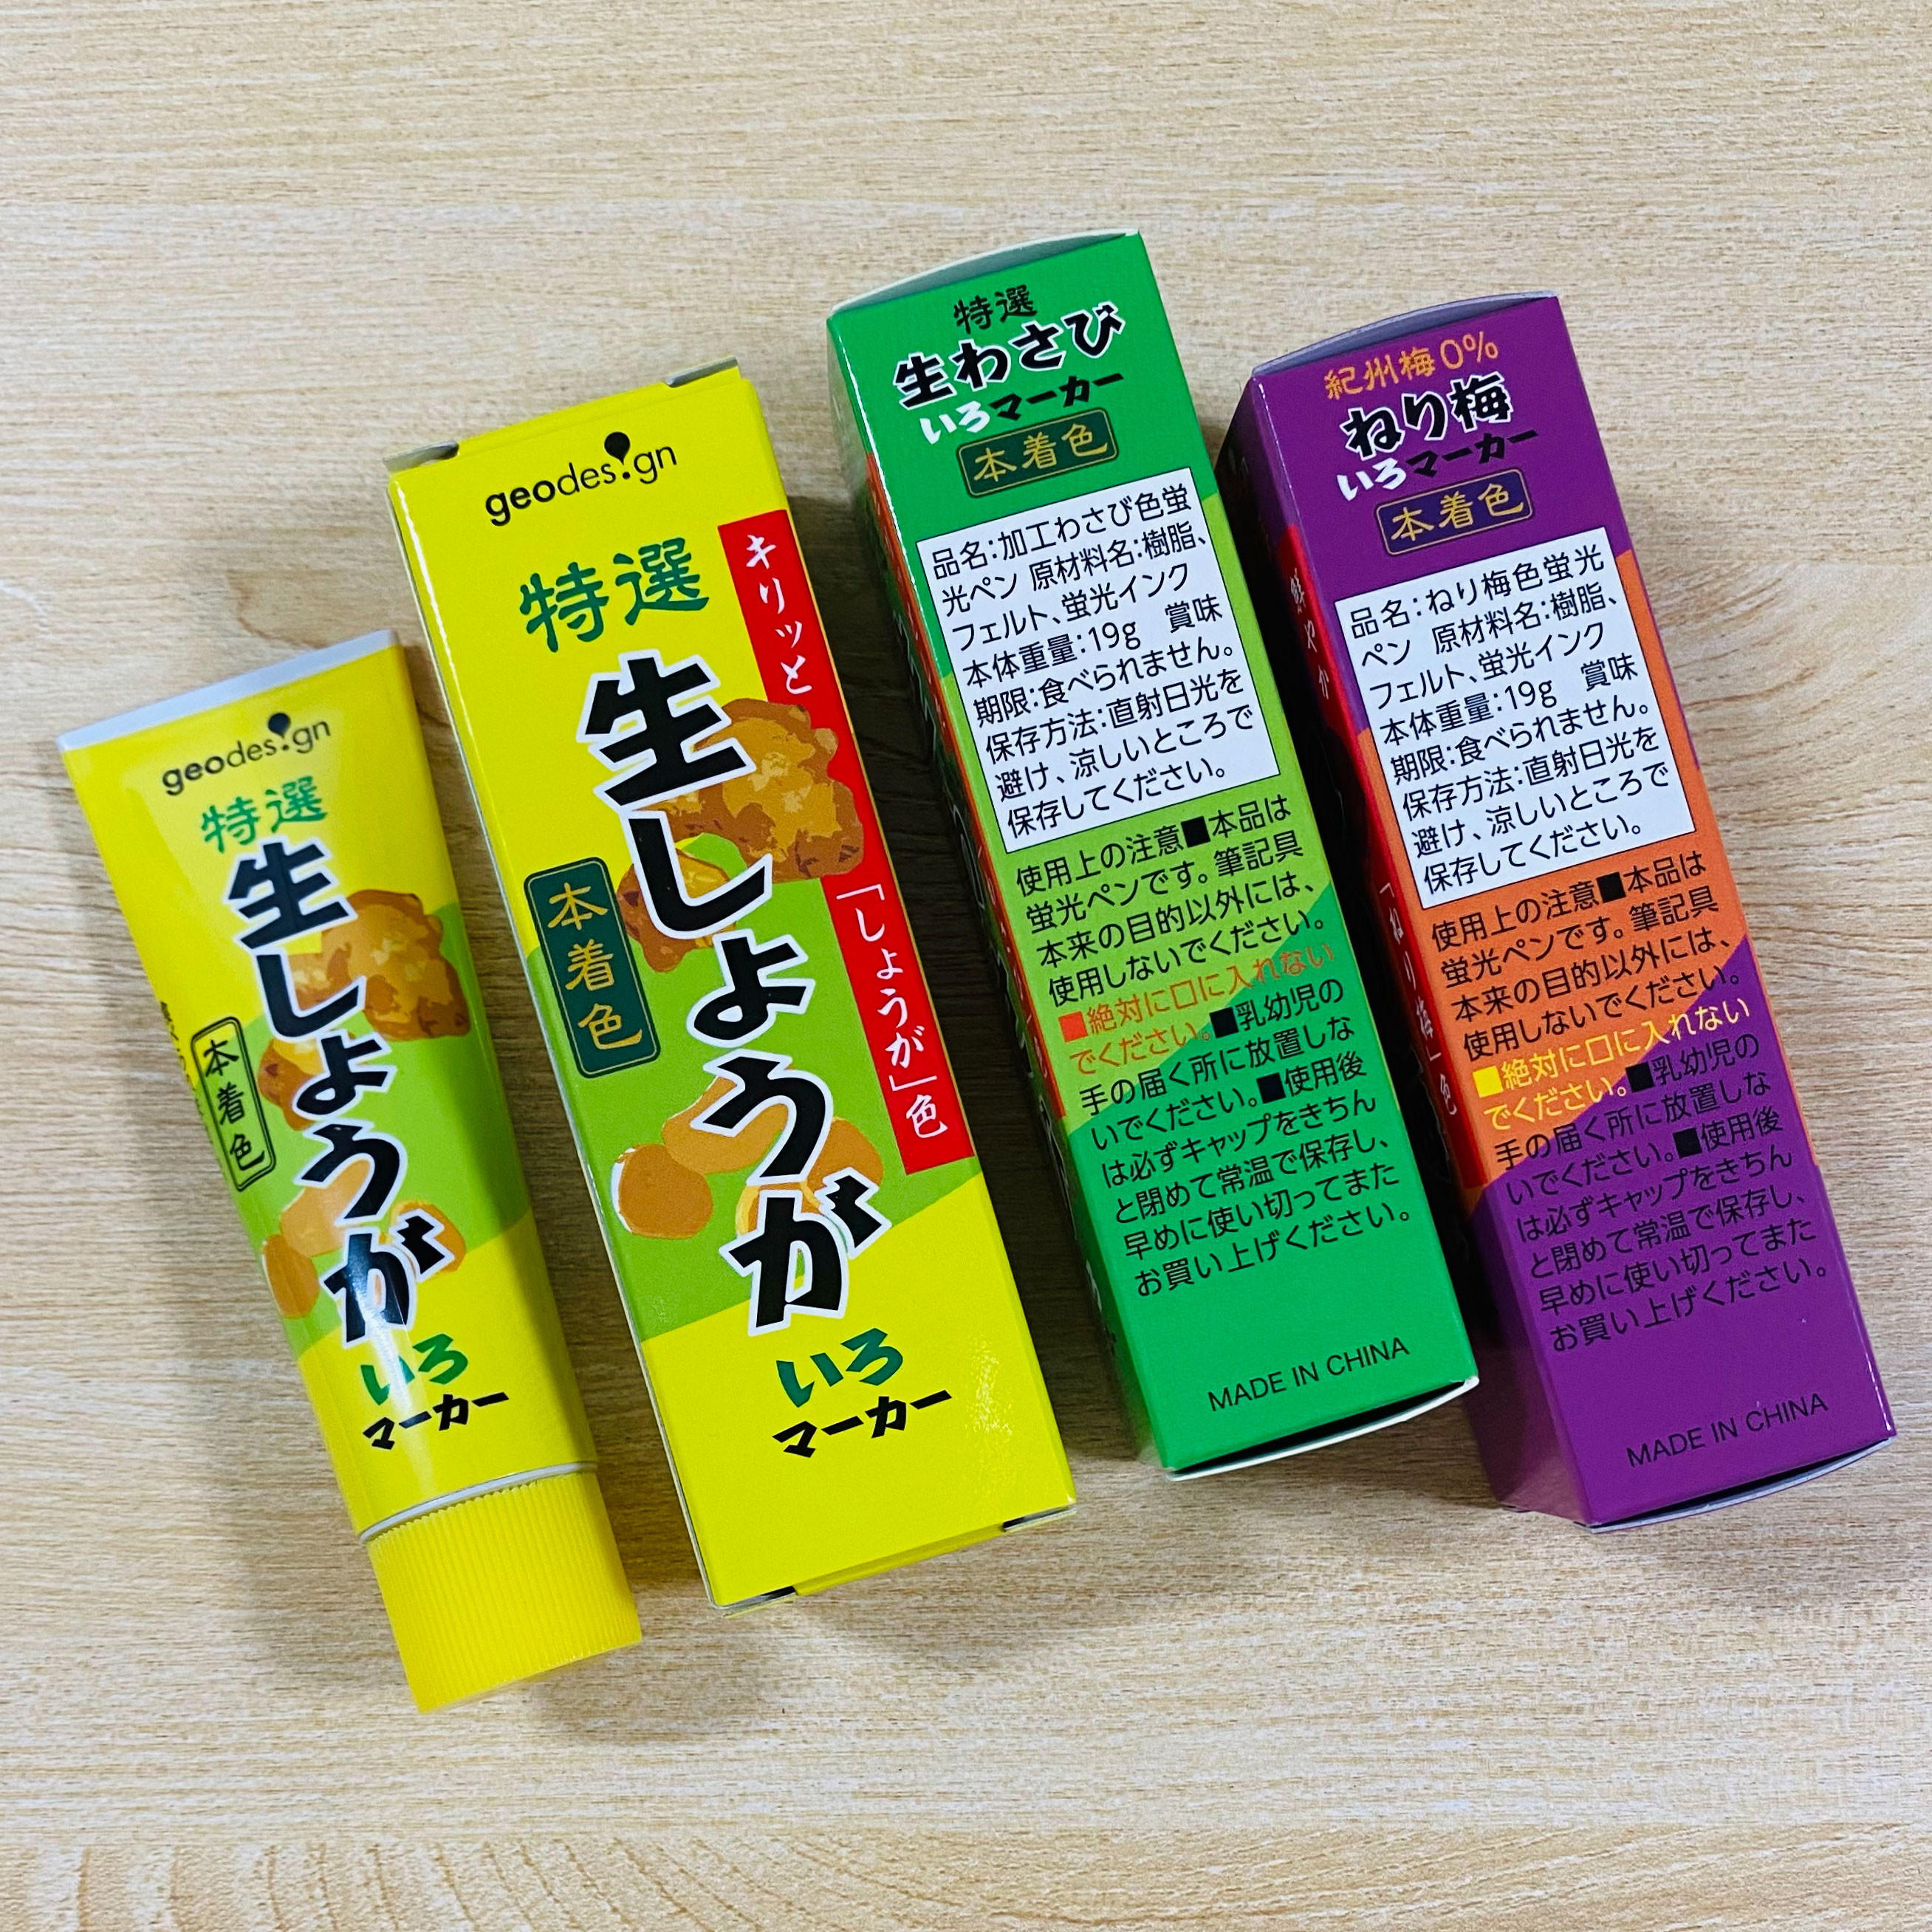 geodesign
特選
生しょうが
本着色
いろ
マーカー
geodesign
特選
キリッと「しょうが」色
生しょうが
本着色
いろ
マーカー
特選
生わさび
いろマーカー
本着色
品名:加工わさび色蛍
光ペン 原材料名:樹脂、
フェルト、蛍光インク
本体重量:19g 賞味
期限:食べられません。
保存方法:直射日光を
避け、涼しいところで
保存してください。
使用上の注意■本品は
蛍光ペンです。筆記具
本来の目的以外には、
使用しないでください。
■絶対に口に入れない
でください。■乳幼児の
手の届く所に放置しな
いでください。■使用後
は必ずキャップをきちん
と閉めて常温で保存し、
早めに使い切ってまた
お買い上げください。
MADE IN CHINA
紀州梅0%
ねり梅
いろマーカー
本着色
品名:ねり梅色蛍光
ペン 原材料名:樹脂、
フェルト、蛍光インク
本体重量:19g 賞味
期限:食べられません。
保存方法:直射日光を
避け、涼しいところで
保存してください。
使用上の注意■本品は
蛍光ペンです。筆記具
本来の目的以外には、
使用しないでください。
■絶対に口に入れない
でください。■乳幼児の
手の届く所に放置しな
いでください。■使用後
は必ずキャップをきちん
と閉めて常温で保存し、
早めに使い切ってまた
お買い上げください。
MADE IN CHINA
鮮やか「ねり梅」色